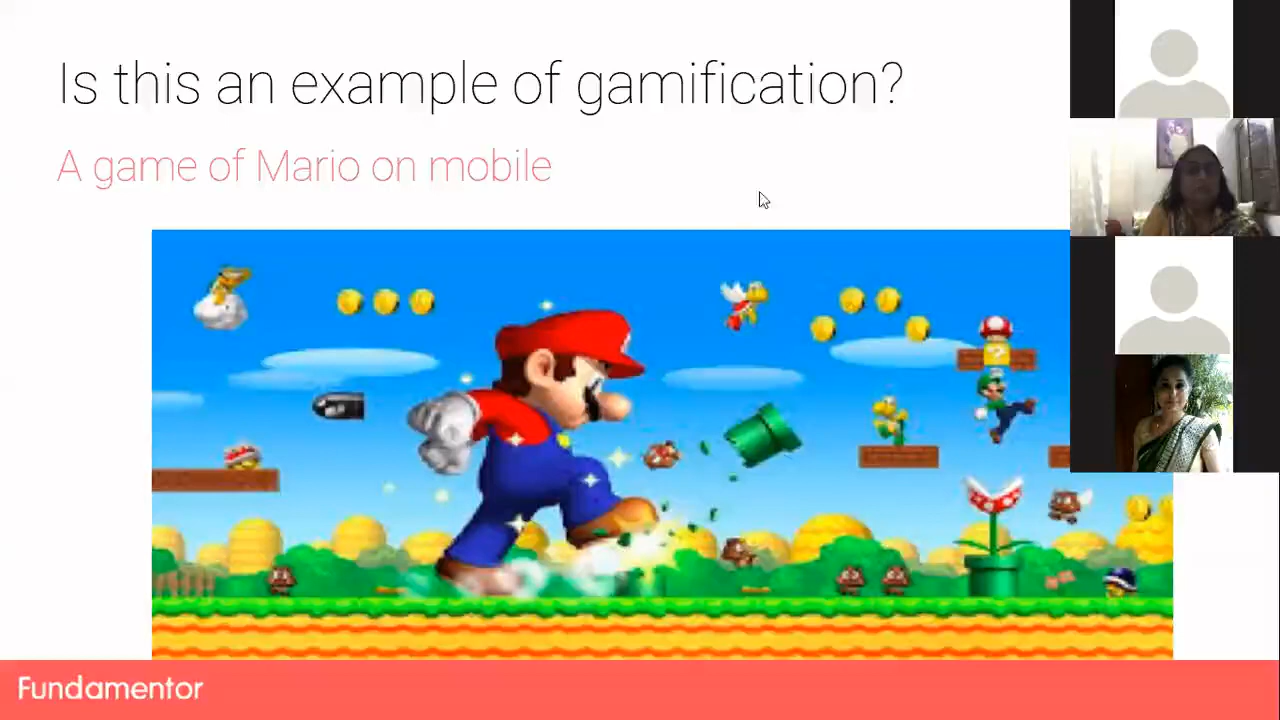 Is this an example of gamification?
A game of Mario on mobile
?
Fundamentor